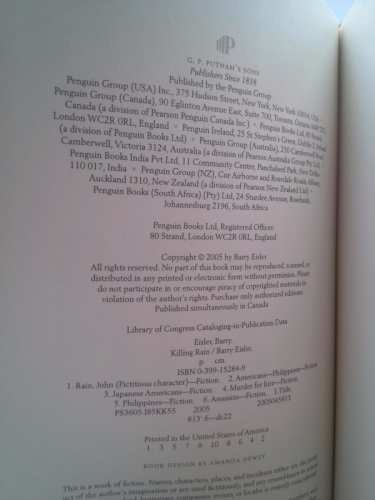 G. P. PUTNAM'S SONS
Publishers Since 1838
Published by the Penguin Group
Penguin Group (USA) Inc., 375 Hudson Street, New York, New York 10014, USA •
Penguin Group (Canada), 90 Eglinton Avenue East, Suite 700, Toronto, Ontario
Canada (a division of Pearson Penguin Canada Inc.) • Penguin Books Ltd, 80 Strand,
London WC2R 0RL, England • Penguin Ireland, 25 St Stephen's Green, Dublin 2, Ireland
(a division of Penguin Books Ltd) • Penguin Group (Australia), 250 Camberwell Road,
Camberwell, Victoria 3124, Australia (a division of Pearson Australia Group Pty Ltd) •
Penguin Books India Pvt Ltd, 11 Community Centre, Panchsheel Park, New Delhi–
110 017, India • Penguin Group (NZ), Cnr Airborne and Rosedale Roads, Albany,
Auckland 1310, New Zealand (a division of Pearson New Zealand Ltd) •
Penguin Books (South Africa) (Pty) Ltd, 24 Sturdee Avenue, Rosebank,
Johannesburg 2196, South Africa
Penguin Books Ltd, Registered Offices:
80 Strand, London WC2R 0RL, England
Copyright © 2005 by Barry Eisler
All rights reserved. No part of this book may be reproduced, scanned, or
distributed in any printed or electronic form without permission. Please
do not participate in or encourage piracy of copyrighted materials in
violation of the author's rights. Purchase only authorized editions.
Published simultaneously in Canada
Library of Congress Cataloging-in-Publication Data
Eisler, Barry.
Killing Rain / Barry Eisler.
p. cm.
ISBN 0-399-15284-9
1. Rain, John (Fictitious character)—Fiction. 2. Americans—Philippines—Fiction.
3. Japanese Americans—Fiction. 4. Murder for hire—Fiction.
5. Philippines—Fiction. 6. Assassins—Fiction. I. Title.
PS3605.I85K55 2005 2005045813
813'.6—dc22
Printed in the United States of America
1 3 5 7 9 10 8 6 4 2
BOOK DESIGN BY AMANDA DEWEY
This is a work of fiction. Names, characters, places, and incidents either are the
uct of the author's imagination or are used fictitiously, and any resemblance to actual